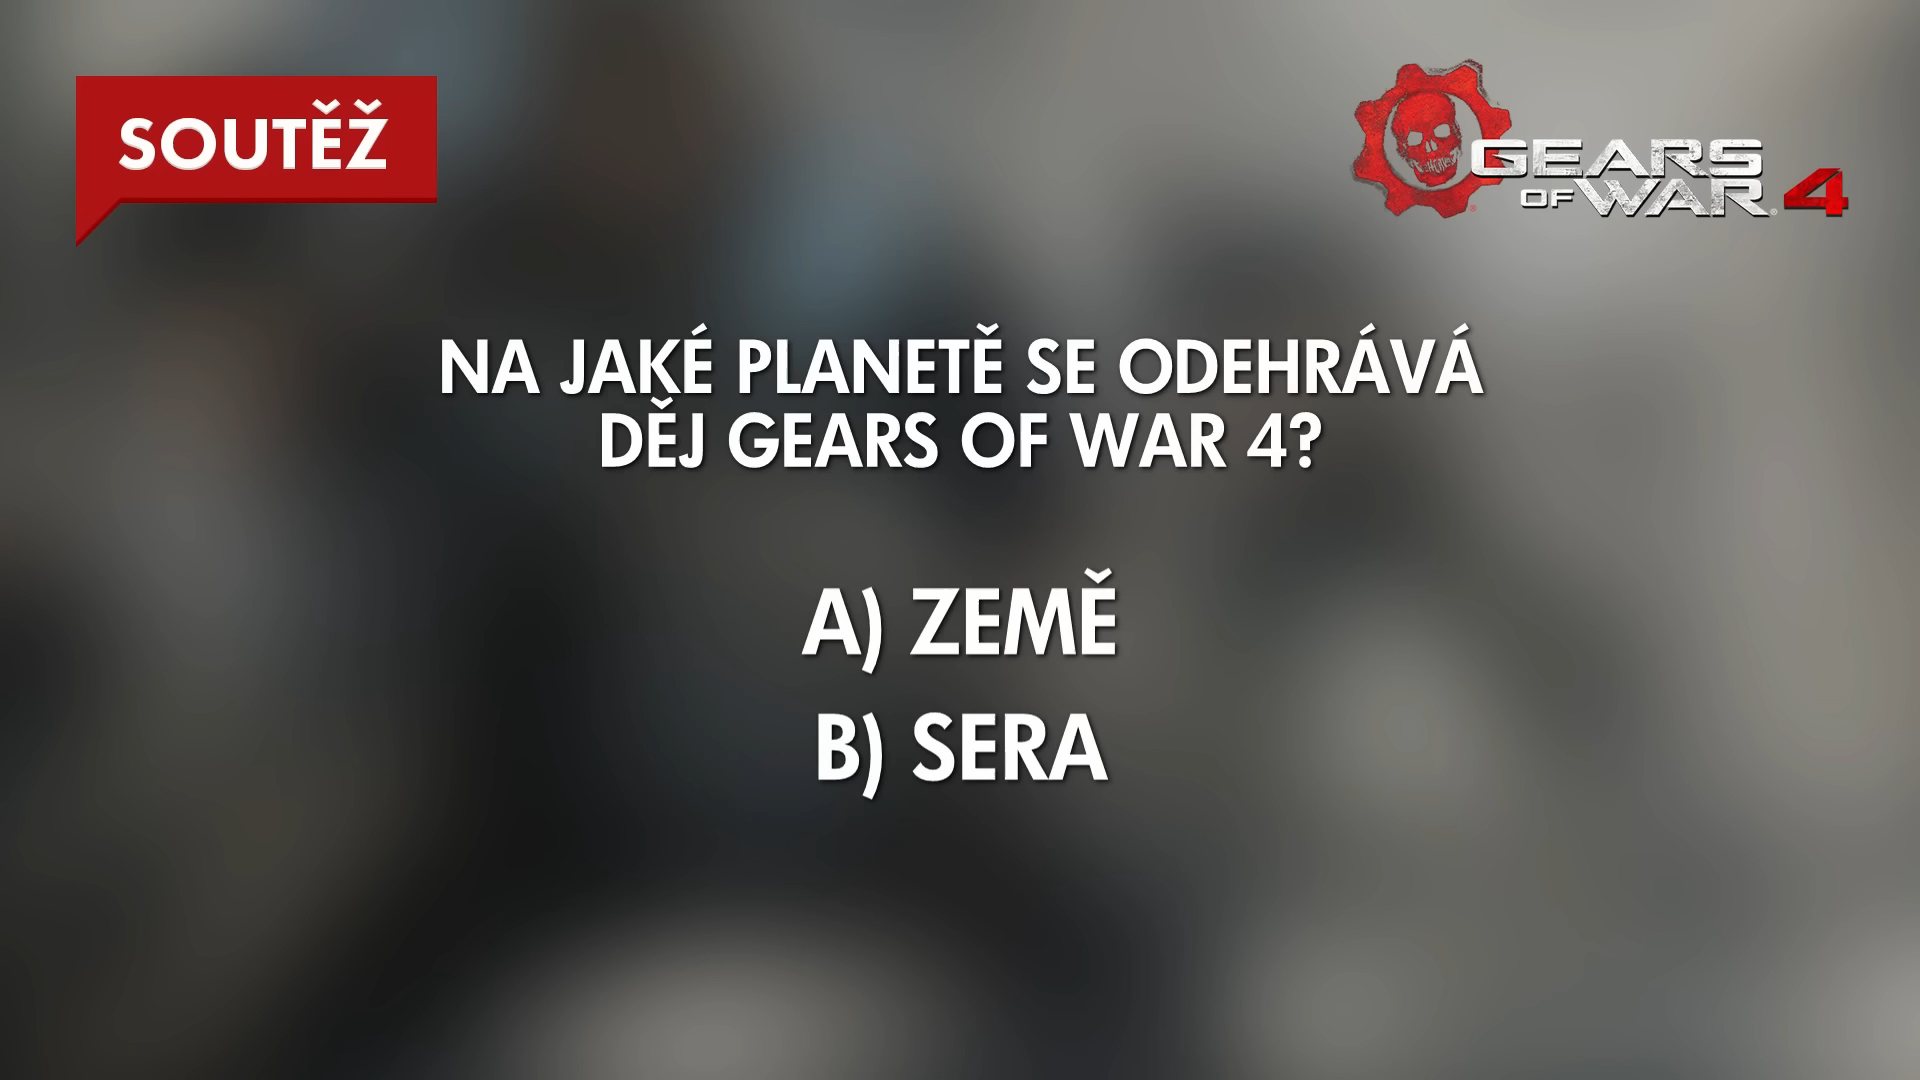 SOUTĚŽ
GEARS
OF WAR 4
NA JAKÉ PLANETĚ SE ODEHRÁVÁ
DĚJ GEARS OF WAR 4?
A) ZEMĚ
B) SERA